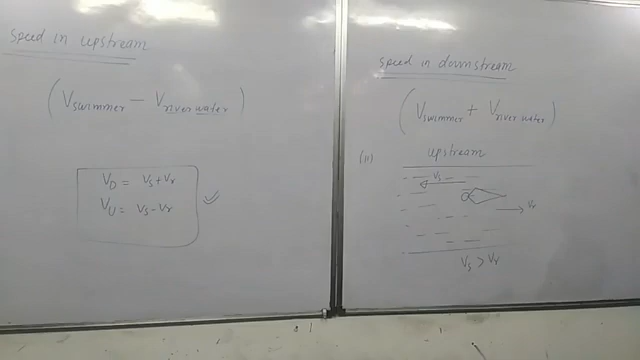 Speed in upstream
(Vswimmer - Vriver water)
VD = Vs+Vr
VU = Vs-Vr
Speed in downstream
(Vswimmer + Vriver water)
(11) upstream
Vs
Vr
Vs > Vr